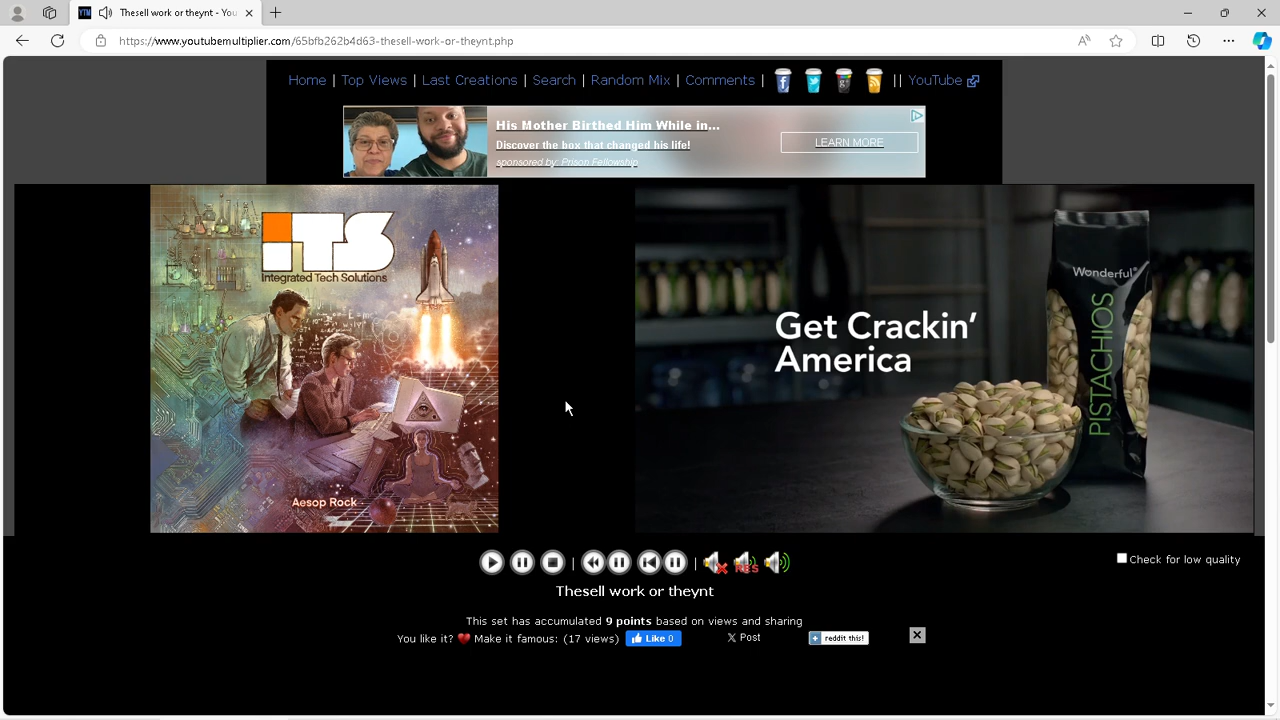 Thesell work or theynt - You
https://www.youtubemultiplier.com/65bfb262b4d63-thesell-work-or-theynt.php
Home | Top Views | Last Creations | Search | Random Mix | Comments | || YouTube
His Mother Birthed Him While in...
Discover the box that changed his life!
sponsored by: Prison Fellowship
LEARN MORE
iTS
Integrated Tech Solutions
Aesop Rock
Get Crackin'
America
Wonderful
PISTACHIOS
Check for low quality
Thesell work or theynt
This set has accumulated 9 points based on views and sharing
You like it? Make it famous: (17 views) Like 0 X Post reddit this!